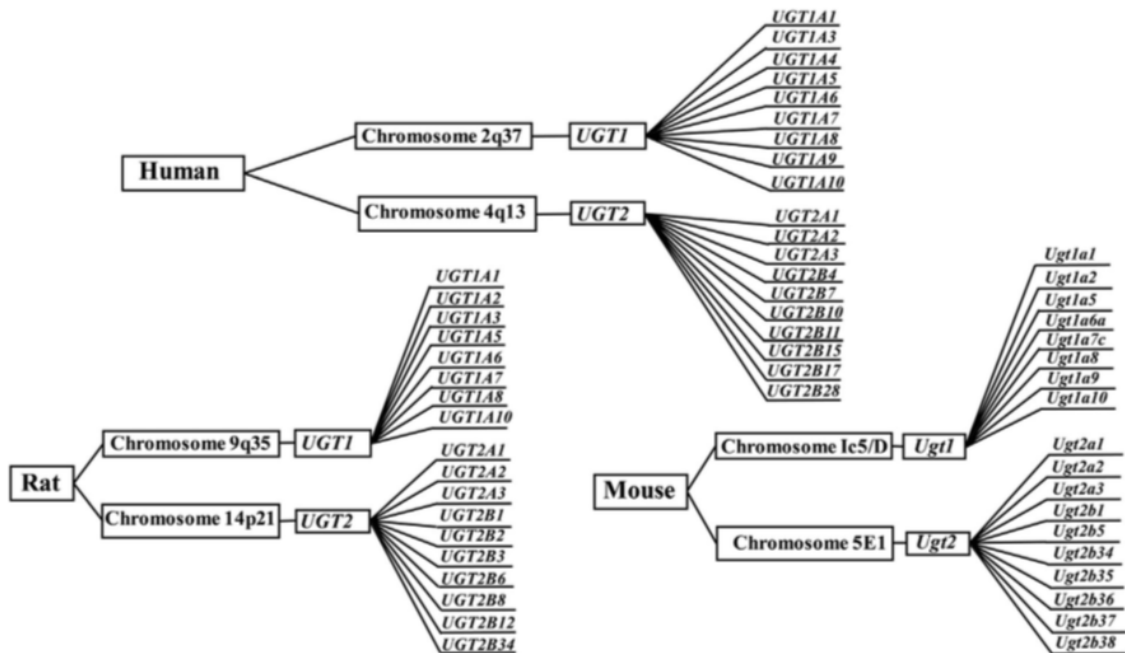 UGT1A1
UGT1A3
UGT1A4
UGT1A5
UGT1A6
UGT1A7
UGT1A8
UGT1A9
UGT1A10
Human
Chromosome 2q37
UGT1
Chromosome 4q13
UGT2
UGT2A1
UGT2A2
UGT2A3
UGT2B4
UGT2B7
UGT2B10
UGT2B11
UGT2B15
UGT2B17
UGT2B28
Rat
Chromosome 9q35
UGT1
UGT1A1
UGT1A2
UGT1A3
UGT1A5
UGT1A6
UGT1A7
UGT1A8
UGT1A10
Chromosome 14p21
UGT2
UGT2A1
UGT2A2
UGT2A3
UGT2B1
UGT2B2
UGT2B3
UGT2B6
UGT2B8
UGT2B12
UGT2B34
Mouse
Chromosome Ic5/D
Ugt1
Ugt1a1
Ugt1a2
Ugt1a5
Ugt1a6a
Ugt1a7c
Ugt1a8
Ugt1a9
Ugt1a10
Chromosome 5E1
Ugt2
Ugt2a1
Ugt2a2
Ugt2a3
Ugt2b1
Ugt2b5
Ugt2b34
Ugt2b35
Ugt2b36
Ugt2b37
Ugt2b38